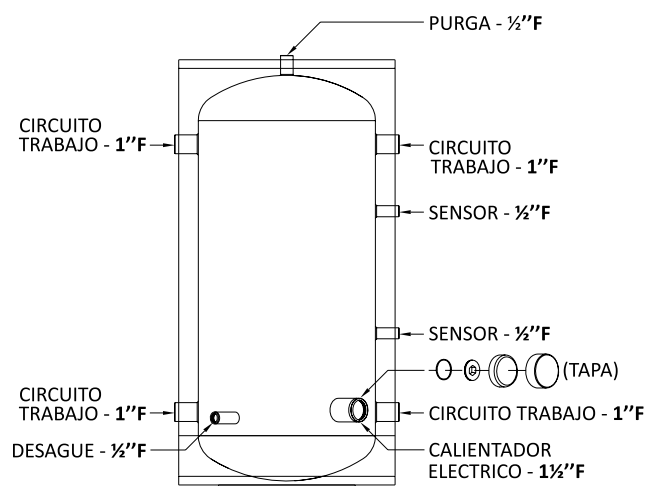 PURGA - ½’’F
CIRCUITO
TRABAJO - 1’’F
CIRCUITO
TRABAJO - 1’’F
SENSOR - ½’’F
SENSOR - ½’’F
(TAPA)
CIRCUITO
TRABAJO - 1’’F
CIRCUITO TRABAJO - 1’’F
DESAGUE - ½’’F
CALIENTADOR
ELECTRICO - 1½’’F